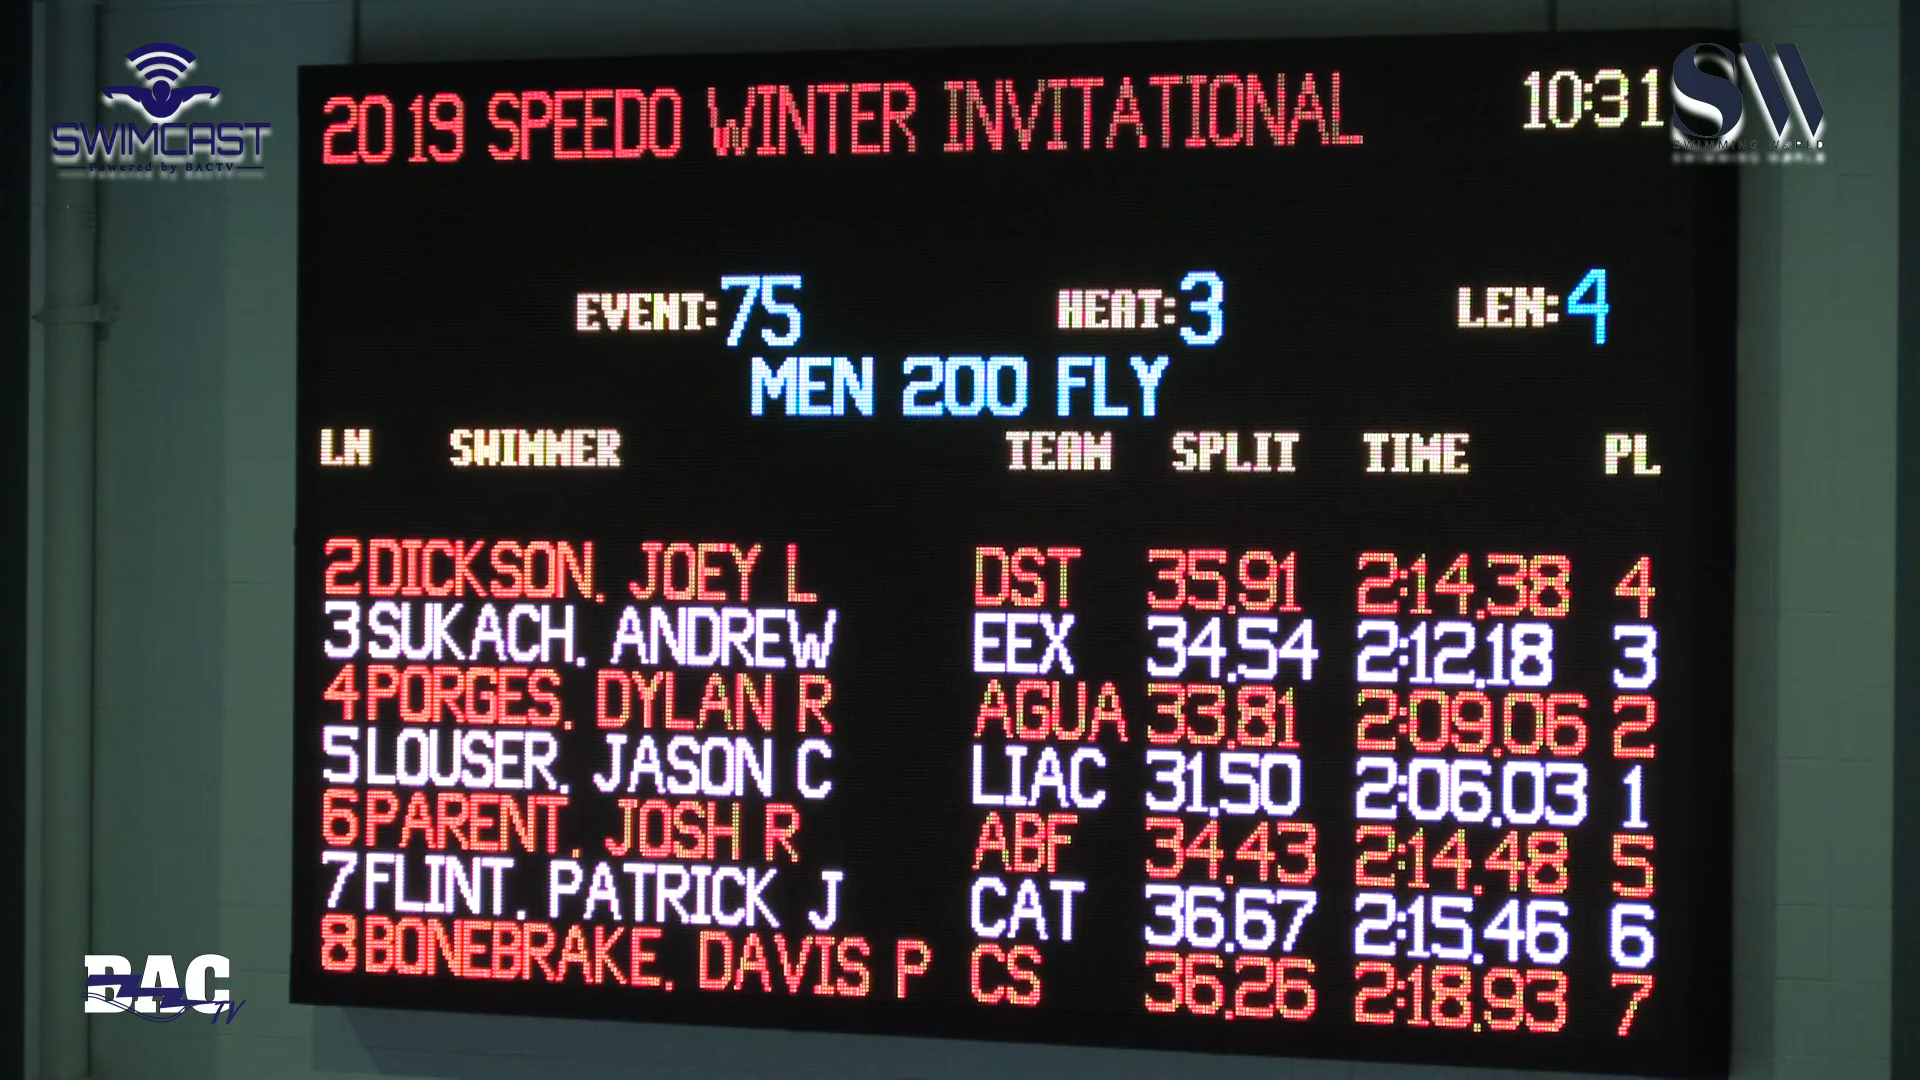 SWIMCAST
Powered by BACTV
2019 SPEEDO WINTER INVITATIONAL 10:31
SW
SWIMMING WORLD
EVENT:75 HEAT:3 LEN:4
MEN 200 FLY
LN SWIMMER TEAM SPLIT TIME PL
2 DICKSON, JOEY L DST 35.91 2:14.38 4
3 SUKACH, ANDREW EEX 34.54 2:12.18 3
4 PORGES, DYLAN R AGUA 33.81 2:09.06 2
5 LOUSER, JASON C LIAC 31.50 2:06.03 1
6 PARENT, JOSH R ABF 34.43 2:14.48 5
7 FLINT, PATRICK J CAT 36.67 2:15.46 6
8 BONEBRAKE, DAVIS P CS 36.26 2:18.93 7
BAC TV